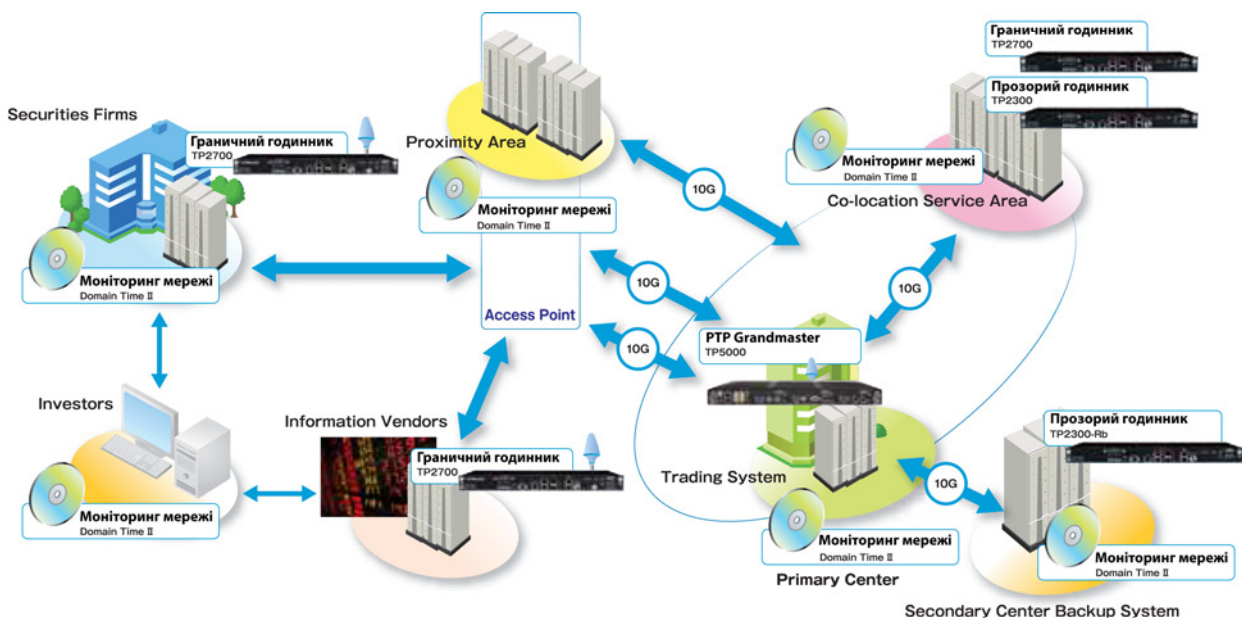 Securities Firms
Граничний годинник
TP2700
Моніторинг мережі
Domain Time II
Proximity Area
Моніторинг мережі
Domain Time II
Access Point
10G
10G
10G
Граничний годинник
TP2700
Прозорий годинник
TP2300
Моніторинг мережі
Domain Time II
Co-location Service Area
10G
PTP Grandmaster
TP5000
Trading System
Моніторинг мережі
Domain Time II
Primary Center
10G
Прозорий годинник
TP2300-Rb
Моніторинг мережі
Domain Time II
Secondary Center Backup System
Investors
Моніторинг мережі
Domain Time II
Information Vendors
Граничний годинник
TP2700